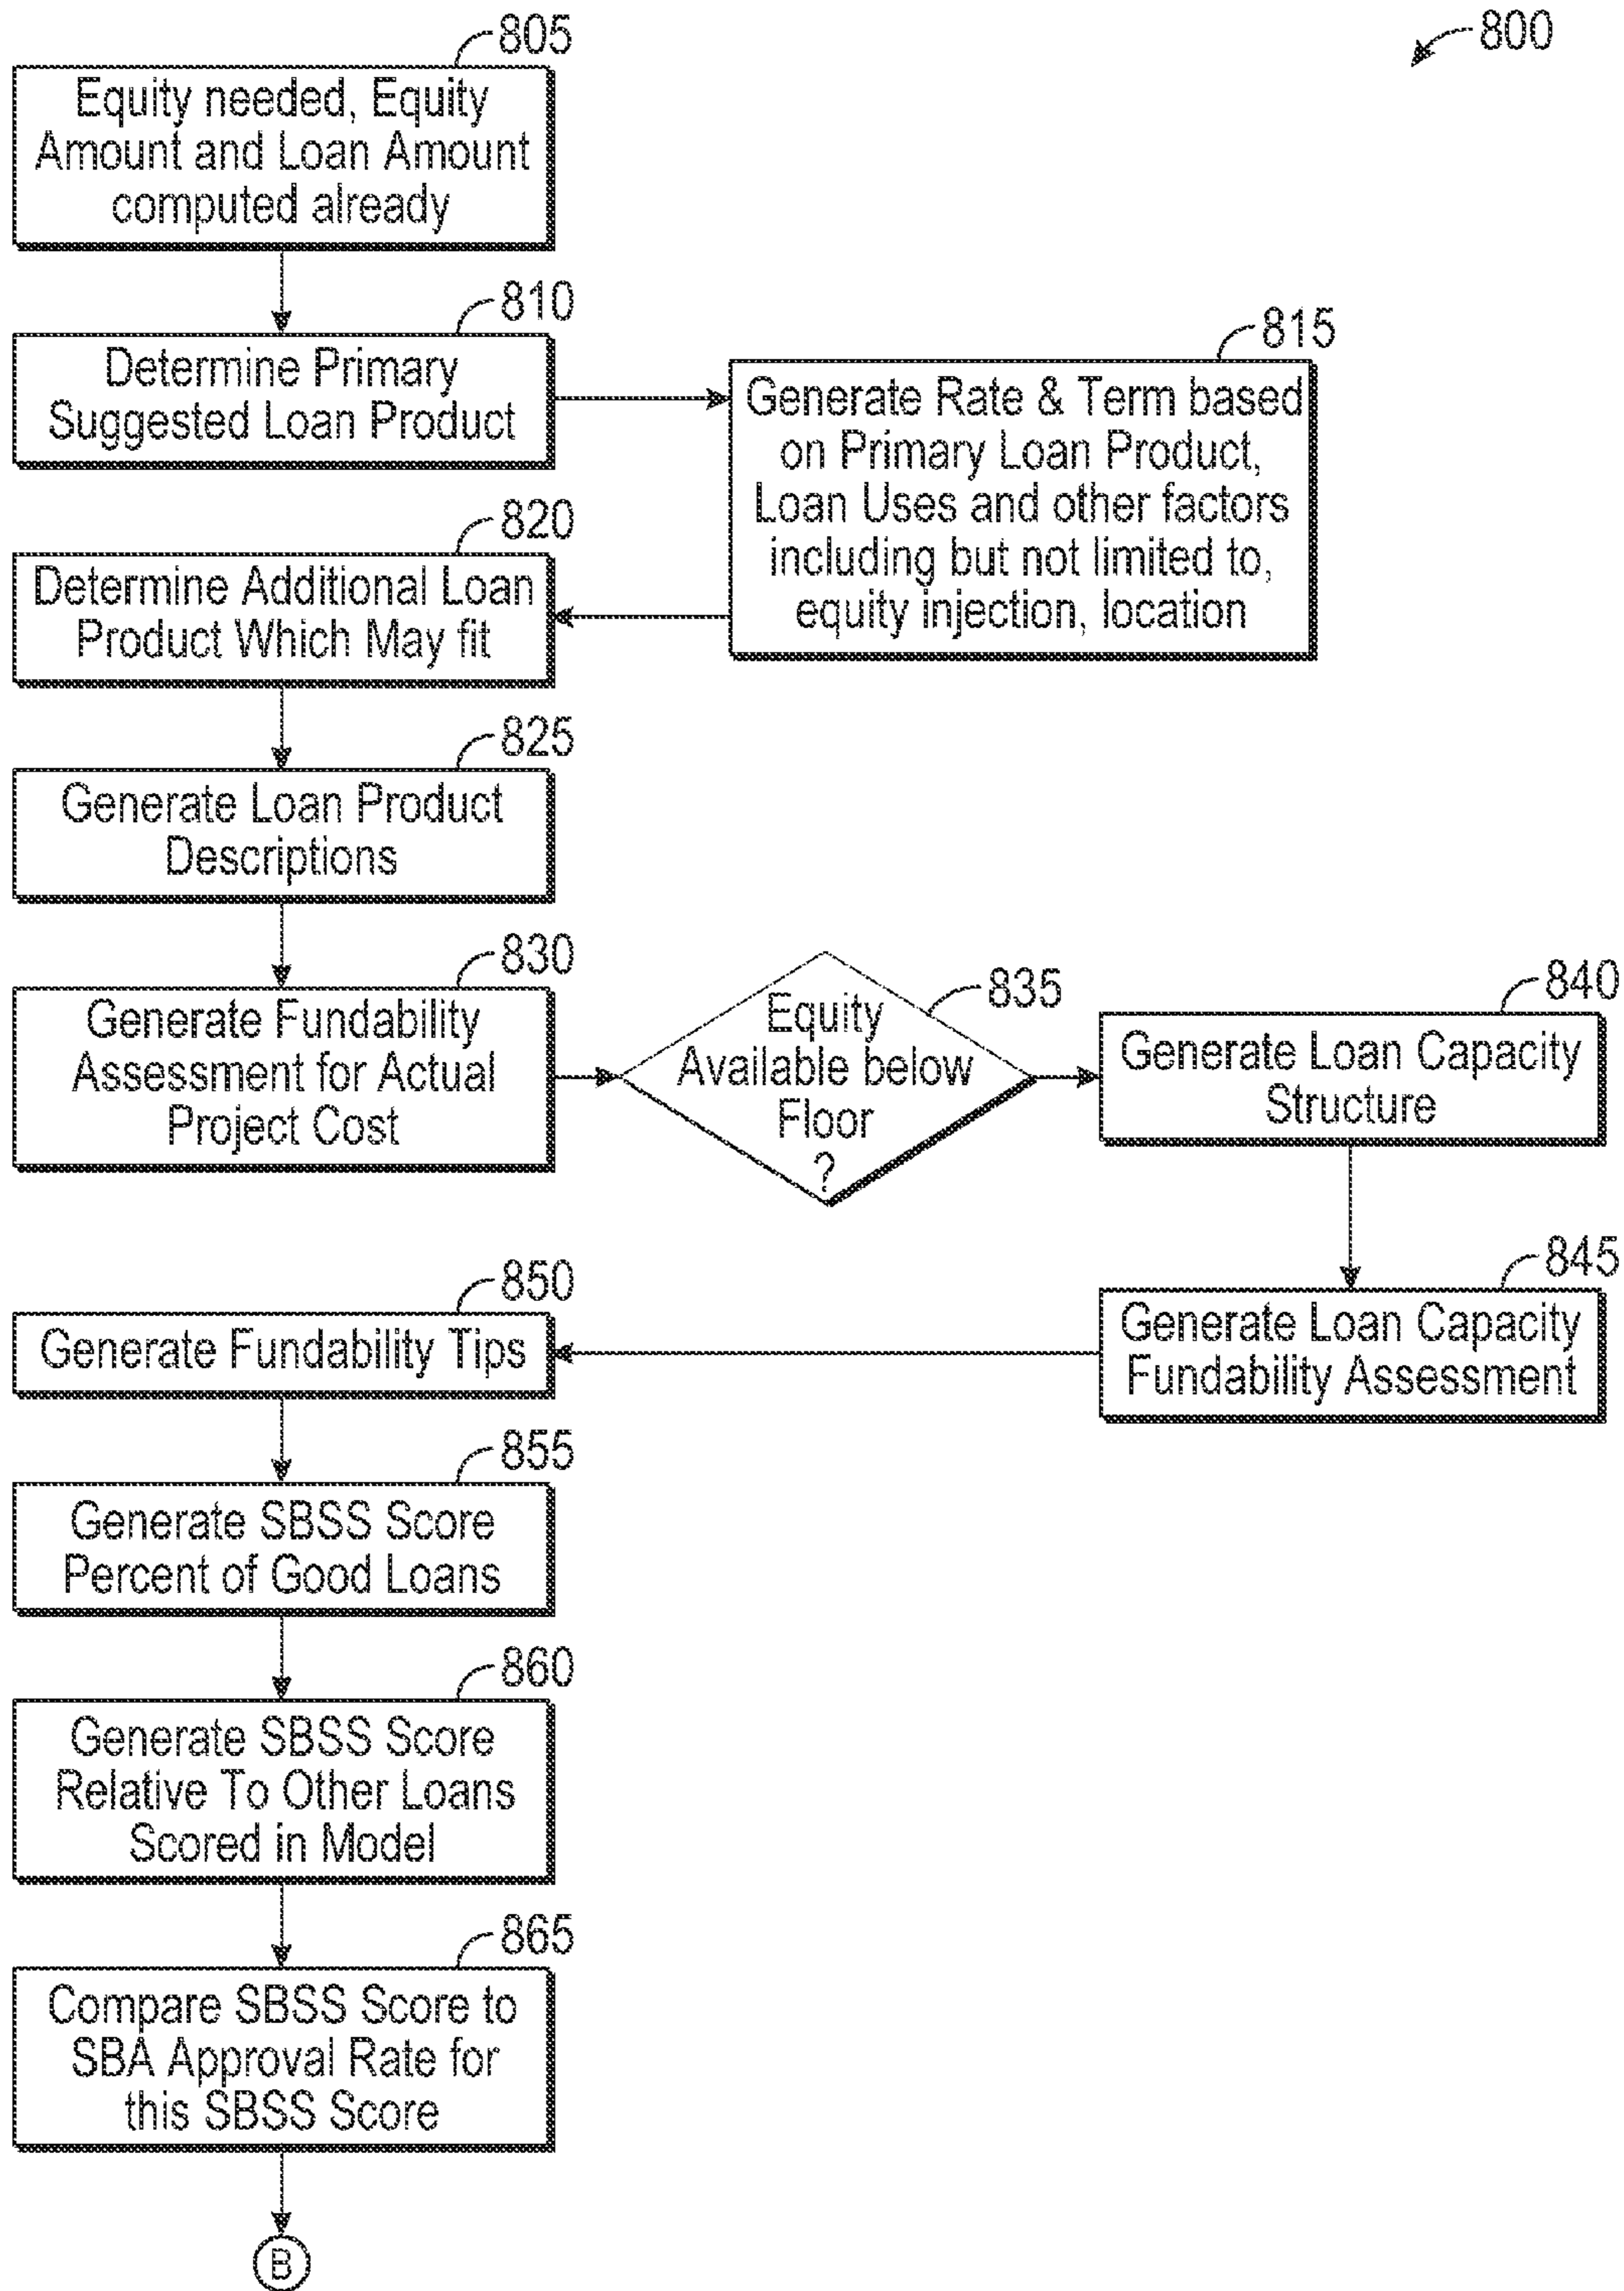 800
805
Equity needed, Equity
Amount and Loan Amount
computed already
810
Determine Primary
Suggested Loan Product
815
Generate Rate & Term based
on Primary Loan Product,
Loan Uses and other factors
including but not limited to,
equity injection, location
820
Determine Additional Loan
Product Which May fit
825
Generate Loan Product
Descriptions
830
Generate Fundability
Assessment for Actual
Project Cost
835
Equity
Available below
Floor
?
840
Generate Loan Capacity
Structure
845
Generate Loan Capacity
Fundability Assessment
850
Generate Fundability Tips
855
Generate SBSS Score
Percent of Good Loans
860
Generate SBSS Score
Relative To Other Loans
Scored in Model
865
Compare SBSS Score to
SBA Approval Rate for
this SBSS Score
B